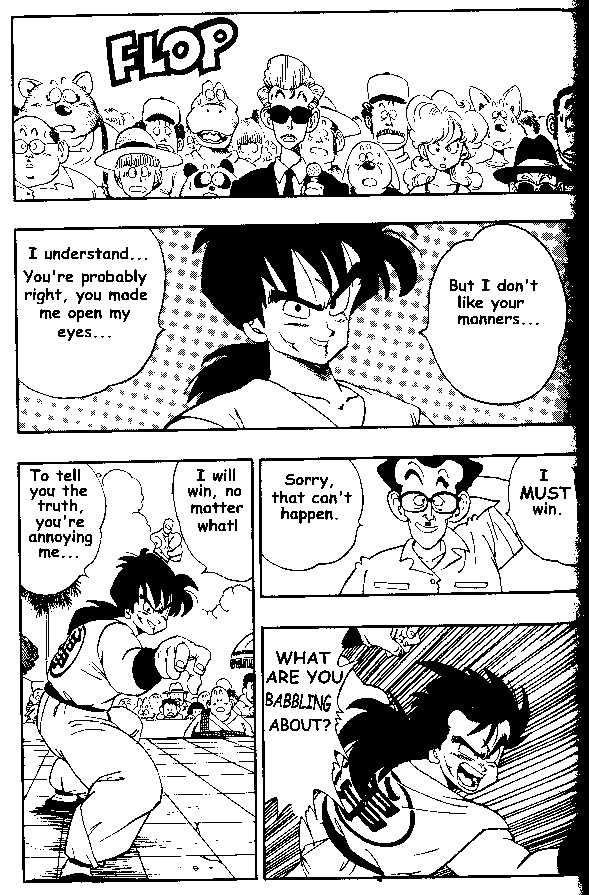 FLOP
I understand...
You're probably
right, you made
me open my
eyes...
But I don't
like your
manners...
To tell
you the
truth,
you're
annoying
me...
I will
win, no
matter
what!
Sorry,
that can't
happen.
I
MUST
win.
WHAT
ARE YOU
BABBLING
ABOUT?